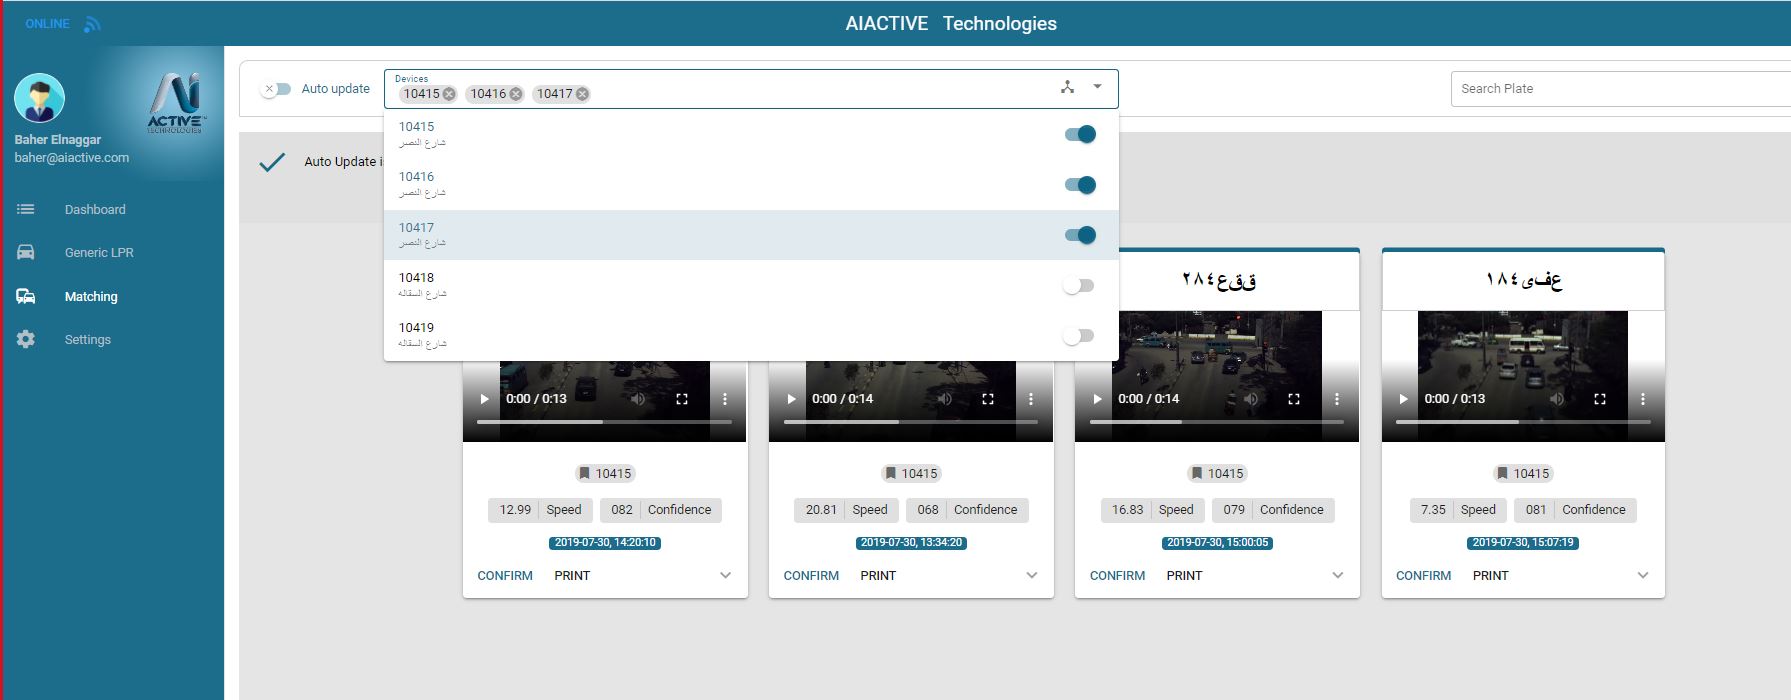 ONLINE
AIACTIVE Technologies
ACTIVE
TECHNOLOGIES
Baher Elnaggar
baher@aiactive.com
Dashboard
Generic LPR
Matching
Settings
Auto update
Devices
10415 10416 10417
Search Plate
10415
شارع النصر
10416
شارع النصر
10417
شارع النصر
10418
شارع السقاله
10419
شارع السقاله
Auto Update
0:00 / 0:13
10415
12.99 Speed 082 Confidence
2019-07-30, 14:20:10
CONFIRM PRINT
0:00 / 0:14
10415
20.81 Speed 068 Confidence
2019-07-30, 13:34:20
CONFIRM PRINT
ققع٢٨٤
0:00 / 0:14
10415
16.83 Speed 079 Confidence
2019-07-30, 15:00:05
CONFIRM PRINT
عفى١٨٤
0:00 / 0:13
10415
7.35 Speed 081 Confidence
2019-07-30, 15:07:19
CONFIRM PRINT